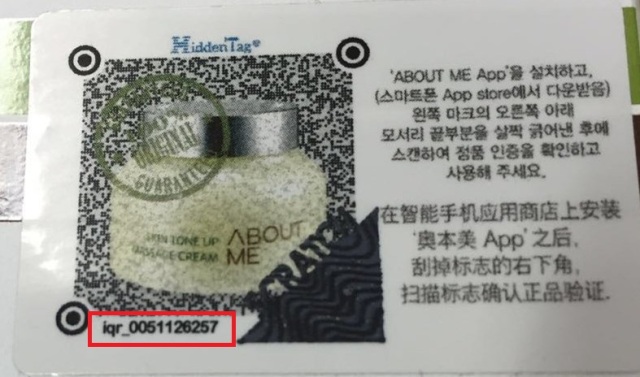 HiddenTag®
100%
ORIGINAL
GUARANTEE
SKIN TONE UP
MASSAGE CREAM
ABOUT
ME
SCRATCH
iqr_0051126257
'ABOUT ME App'을 설치하고,
(스마트폰 App store에서 다운받음)
왼쪽 마크의 오른쪽 아래
모서리 끝부분을 살짝 긁어낸 후에
스캔하여 정품 인증을 확인하고
사용해 주세요.
在智能手机应用商店上安装
'奥本美 App'之后,
刮掉标志的右下角,
扫描标志确认正品验证.